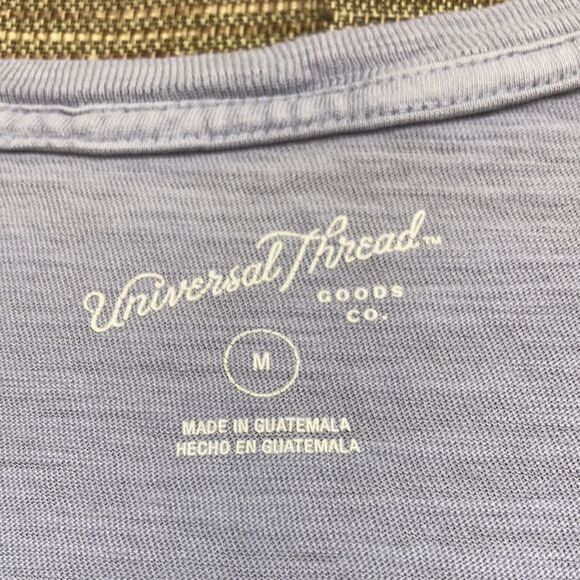 Universal Thread™
GOODS
CO.
M
MADE IN GUATEMALA
HECHO EN GUATEMALA